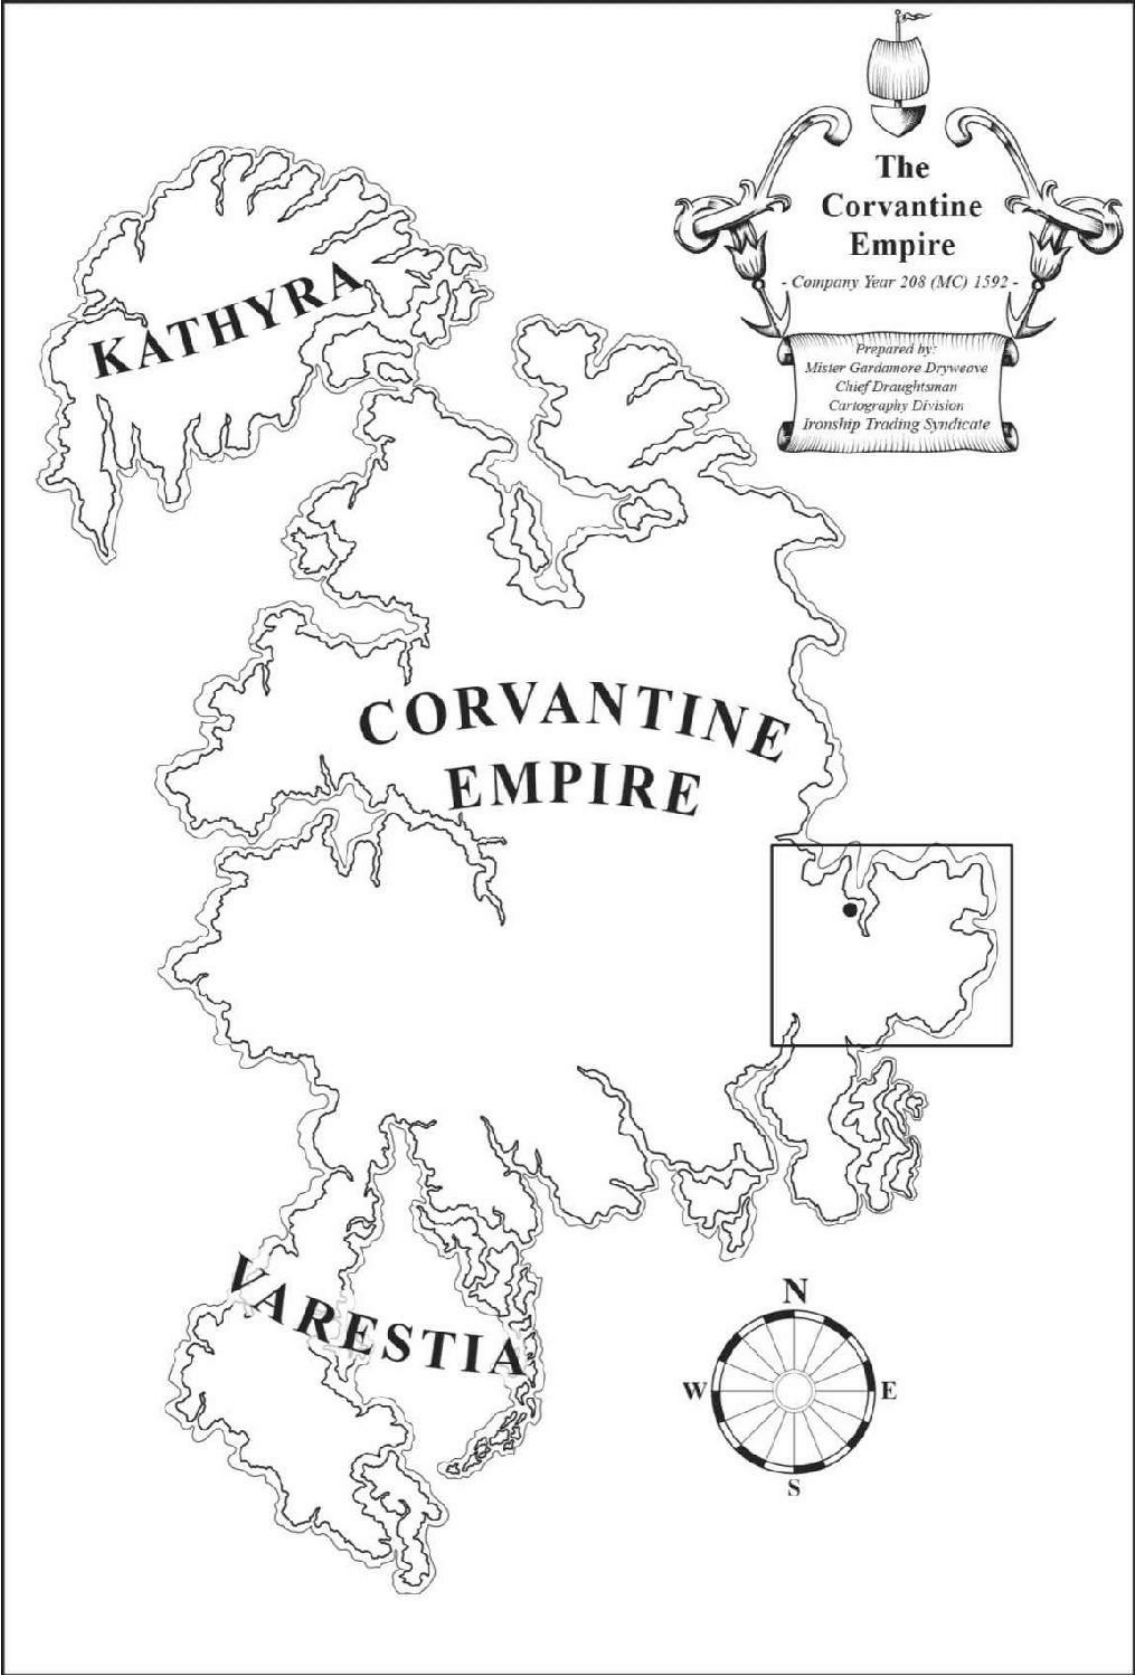 The
Corvantine
Empire
- Company Year 208 (MC) 1592 -
Prepared by:
Mister Gardamore Dryweave
Chief Draughtsman
Cartography Division
Ironship Trading Syndicate
KATHYRA
CORVANTINE
EMPIRE
VARESTIA
N
W
E
S